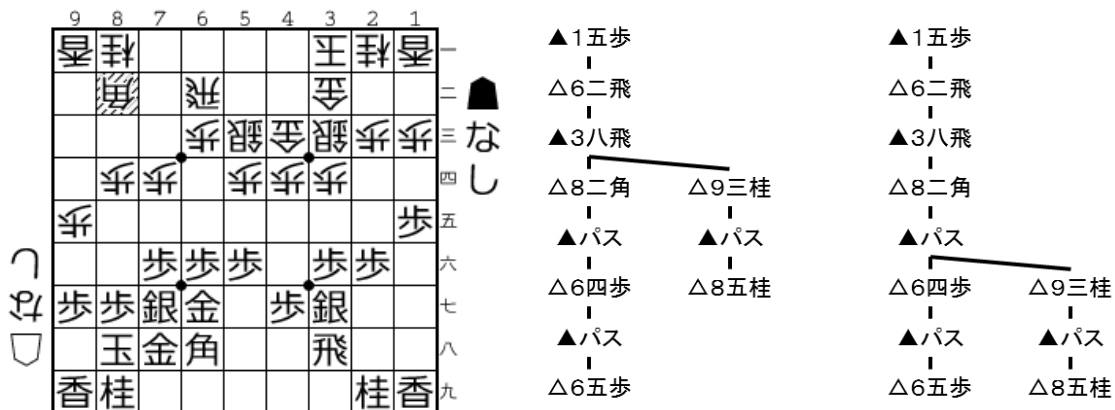 9 8 7 6 5 4 3 2 1
香 桂 王 桂 香 一
角 飛 金 二
歩 銀 金 銀 歩 歩 三
歩 歩 歩 歩 歩 四
歩 歩 五
歩 歩 歩 歩 歩 六
歩 歩 銀 金 歩 銀 七
玉 金 角 飛 八
香 桂 桂 香 九
☗なし
☖なし
▲1五歩
△6二飛
▲3八飛
△8二角 △9三桂
▲パス ▲パス
△6四歩 △8五桂
▲パス
△6五歩
▲1五歩
△6二飛
▲3八飛
△8二角
▲パス
△6四歩 △9三桂
▲パス ▲パス
△6五歩 △8五桂